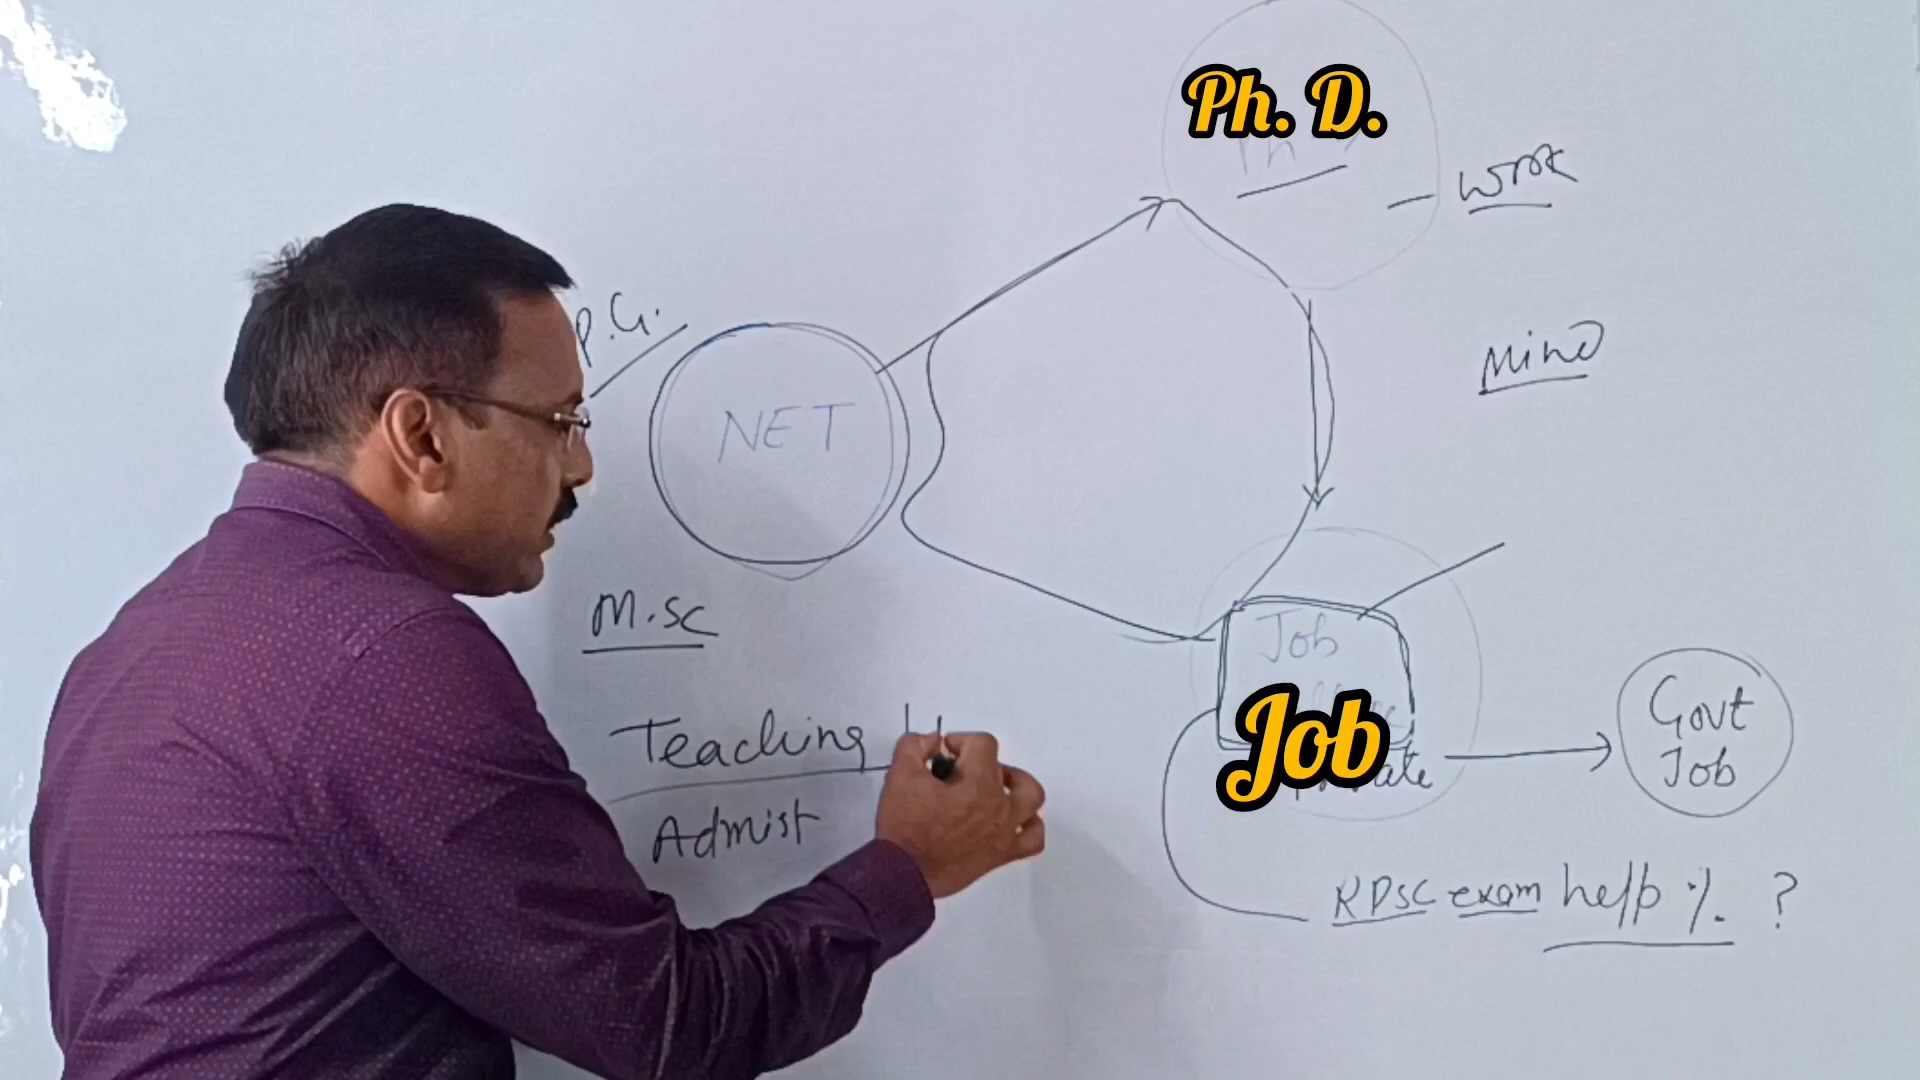 Ph. D.
Work
P.G.
Mind
NET
M.Sc
Job
Teaching
Job
Govt
Job
Admist
RPSC exam help %. ?